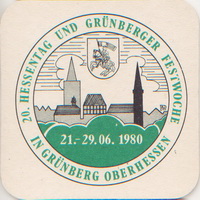 20. HESSENTAG UND GRÜNBERGER FESTWOCHE
21.-29.06. 1980
IN GRÜNBERG OBERHESSEN